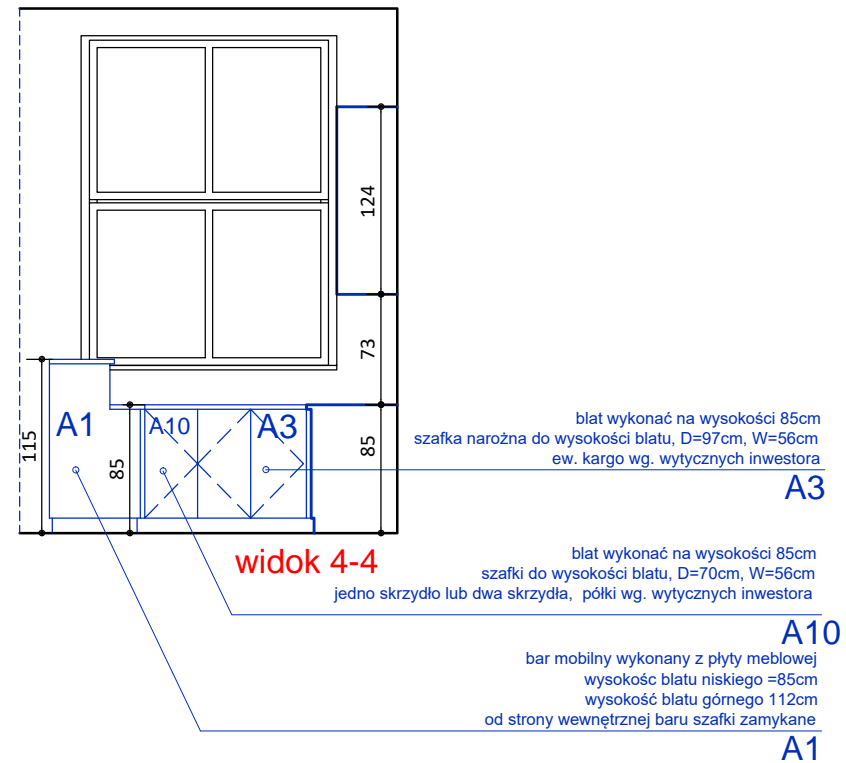 124
73
115
A1
A10
A3
85
85
blat wykonać na wysokości 85cm
szafka narożna do wysokości blatu, D=97cm, W=56cm
ew. kargo wg. wytycznych inwestora
A3
widok 4-4
blat wykonać na wysokości 85cm
szafki do wysokości blatu, D=70cm, W=56cm
jedno skrzydło lub dwa skrzydła, półki wg. wytycznych inwestora
A10
bar mobilny wykonany z płyty meblowej
wysokośc blatu niskiego =85cm
wysokość blatu górnego 112cm
od strony wewnętrznej baru szafki zamykane
A1